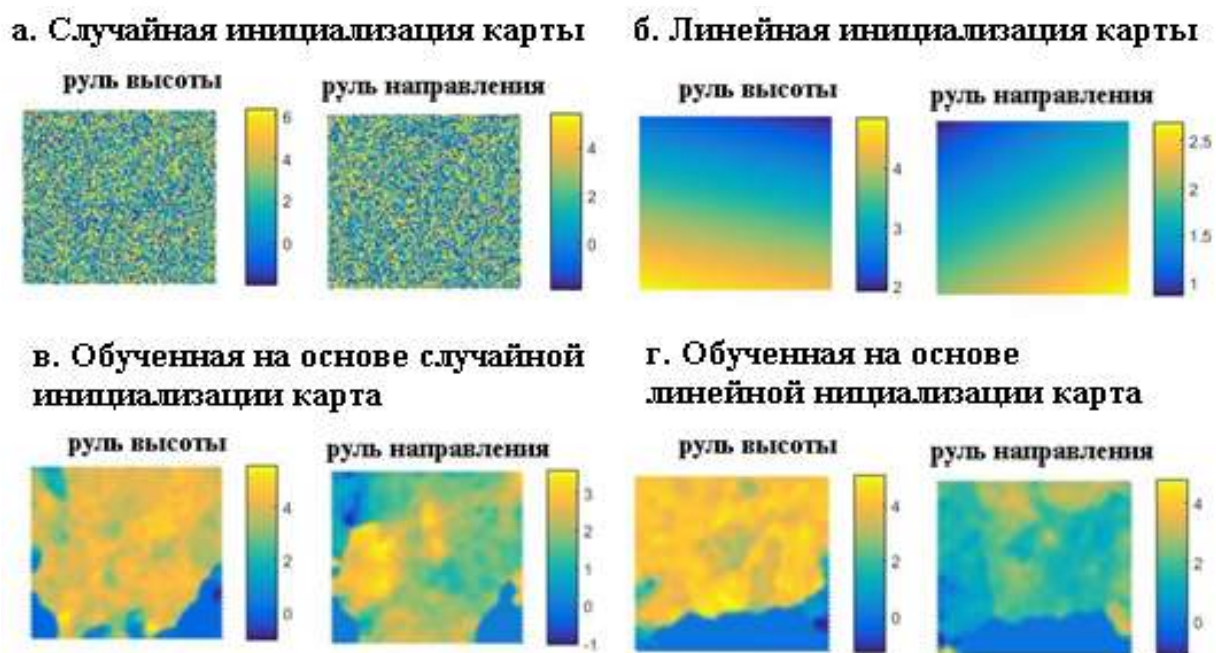 а. Случайная инициализация карты
руль высоты
6
4
2
0
руль направления
4
2
0
б. Линейная инициализация карты
руль высоты
4
3
2
руль направления
2.5
2
1.5
1
в. Обученная на основе случайной
инициализации карта
руль высоты
4
2
0
руль направления
3
2
1
0
-1
г. Обученная на основе
линейной нициализации карта
руль высоты
4
2
0
руль направления
4
2
0